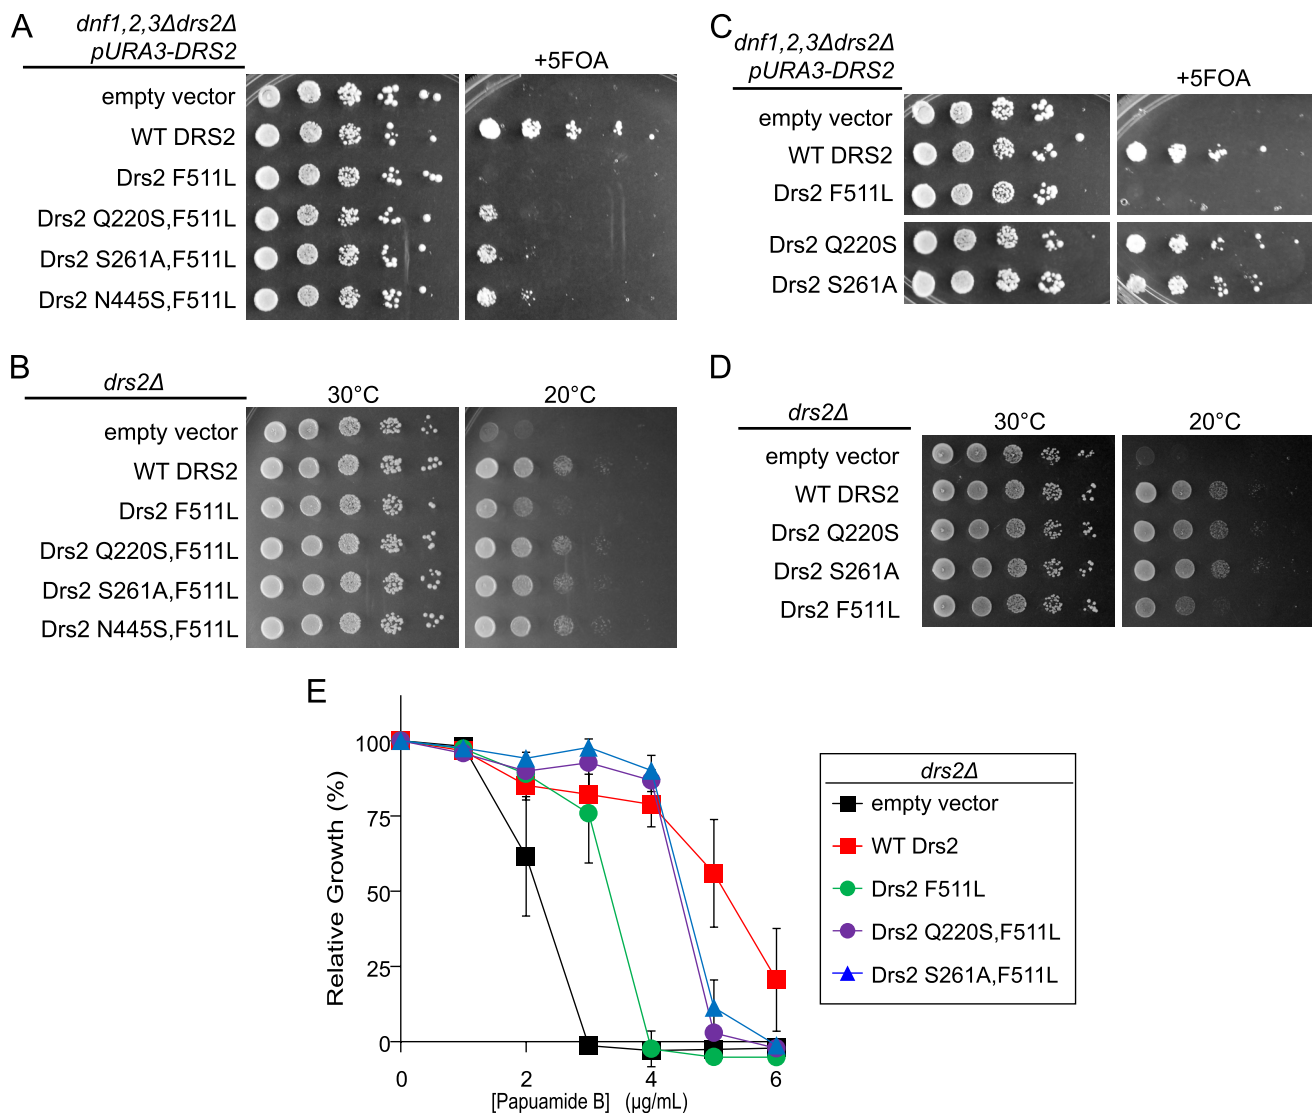 A
dnf1,2,3Δdrs2Δ
pURA3-DRS2
+5FOA
empty vector
WT DRS2
Drs2 F511L
Drs2 Q220S,F511L
Drs2 S261A,F511L
Drs2 N445S,F511L
C
dnf1,2,3Δdrs2Δ
pURA3-DRS2
+5FOA
empty vector
WT DRS2
Drs2 F511L
Drs2 Q220S
Drs2 S261A
B
drs2Δ
30°C
20°C
empty vector
WT DRS2
Drs2 F511L
Drs2 Q220S,F511L
Drs2 S261A,F511L
Drs2 N445S,F511L
D
drs2Δ
30°C
20°C
empty vector
WT DRS2
Drs2 Q220S
Drs2 S261A
Drs2 F511L
E
Relative Growth (%)
100
75
50
25
0
0
2
4
6
[Papuamide B] (µg/mL)
drs2Δ
empty vector
WT Drs2
Drs2 F511L
Drs2 Q220S,F511L
Drs2 S261A,F511L